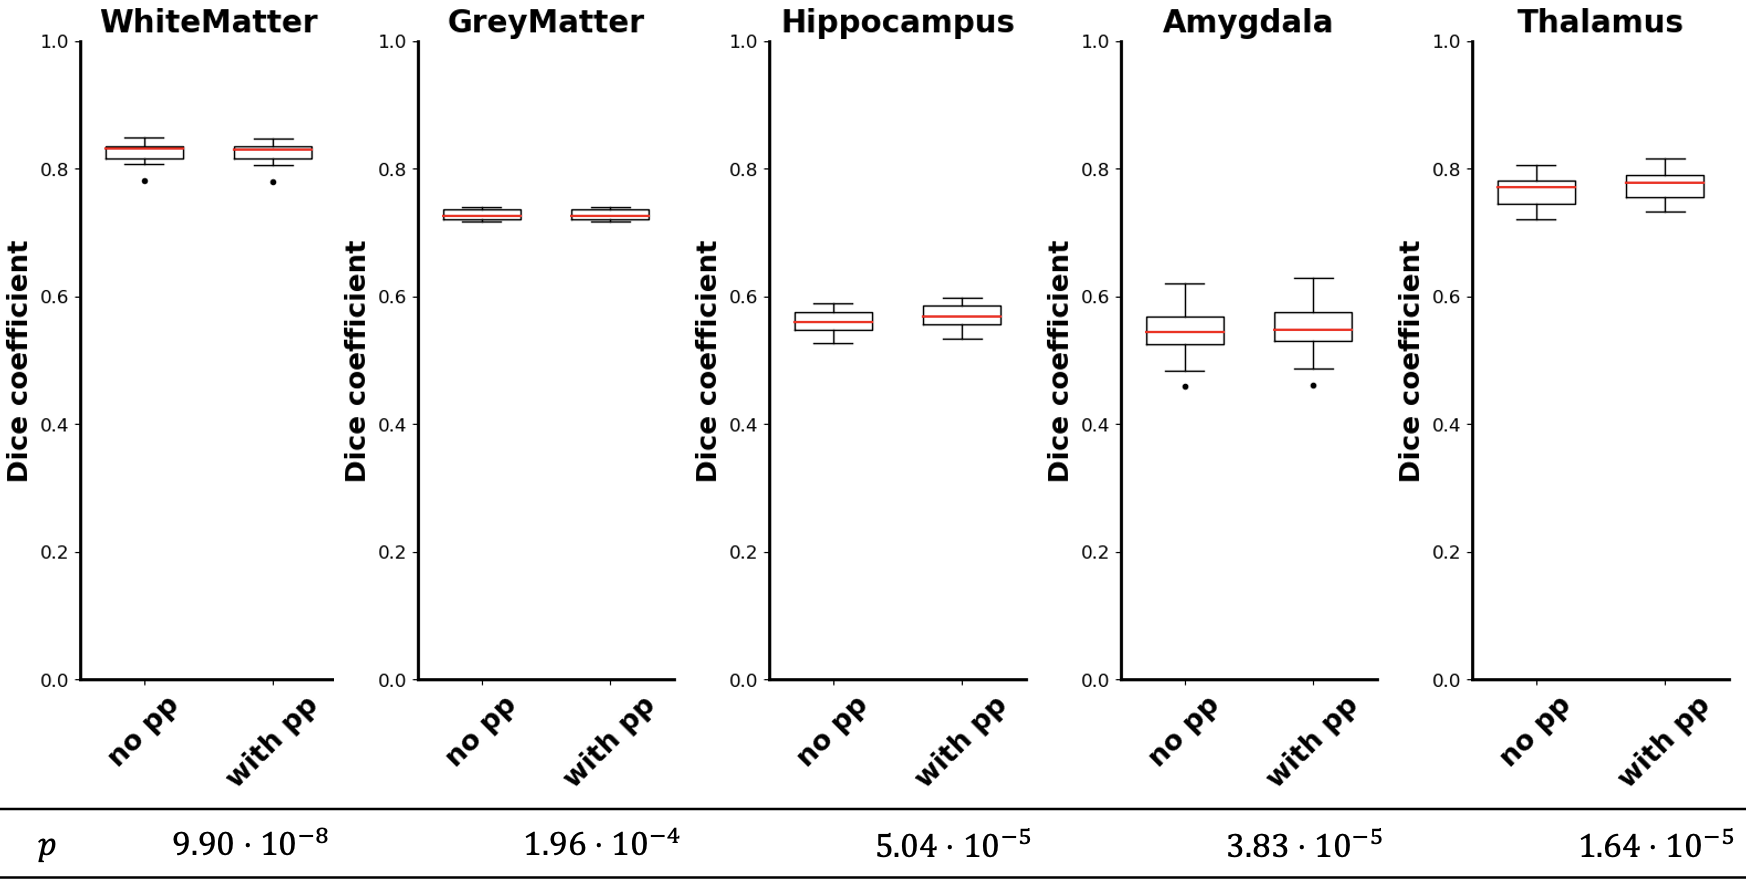 WhiteMatter GreyMatter Hippocampus Amygdala Thalamus
1.0 1.0 1.0 1.0 1.0
0.8 0.8 0.8 0.8 0.8
0.6 0.6 0.6 0.6 0.6
Dice coefficient Dice coefficient Dice coefficient Dice coefficient Dice coefficient
0.4 0.4 0.4 0.4 0.4
0.2 0.2 0.2 0.2 0.2
0.0 0.0 0.0 0.0 0.0
no pp with pp no pp with pp no pp with pp no pp with pp no pp with pp
p 9.90 · 10⁻⁸ 1.96 · 10⁻⁴ 5.04 · 10⁻⁵ 3.83 · 10⁻⁵ 1.64 · 10⁻⁵